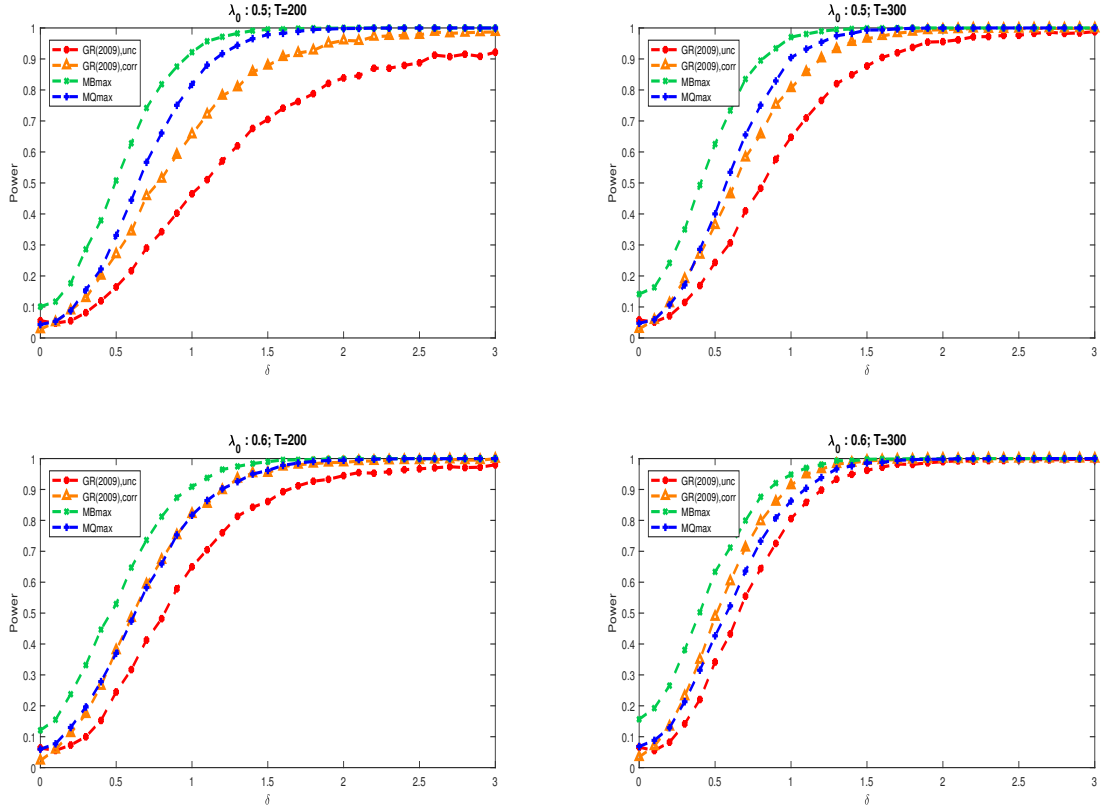 λ0 : 0.5; T=200
GR(2009),unc
GR(2009),corr
MBmax
MQmax
Power
1
0.9
0.8
0.7
0.6
0.5
0.4
0.3
0.2
0.1
0
0 0.5 1 1.5 2 2.5 3
δ
λ0 : 0.5; T=300
GR(2009),unc
GR(2009),corr
MBmax
MQmax
Power
1
0.9
0.8
0.7
0.6
0.5
0.4
0.3
0.2
0.1
0
0 0.5 1 1.5 2 2.5 3
δ
λ0 : 0.6; T=200
GR(2009),unc
GR(2009),corr
MBmax
MQmax
Power
1
0.9
0.8
0.7
0.6
0.5
0.4
0.3
0.2
0.1
0
0 0.5 1 1.5 2 2.5 3
δ
λ0 : 0.6; T=300
GR(2009),unc
GR(2009),corr
MBmax
MQmax
Power
1
0.9
0.8
0.7
0.6
0.5
0.4
0.3
0.2
0.1
0
0 0.5 1 1.5 2 2.5 3
δ